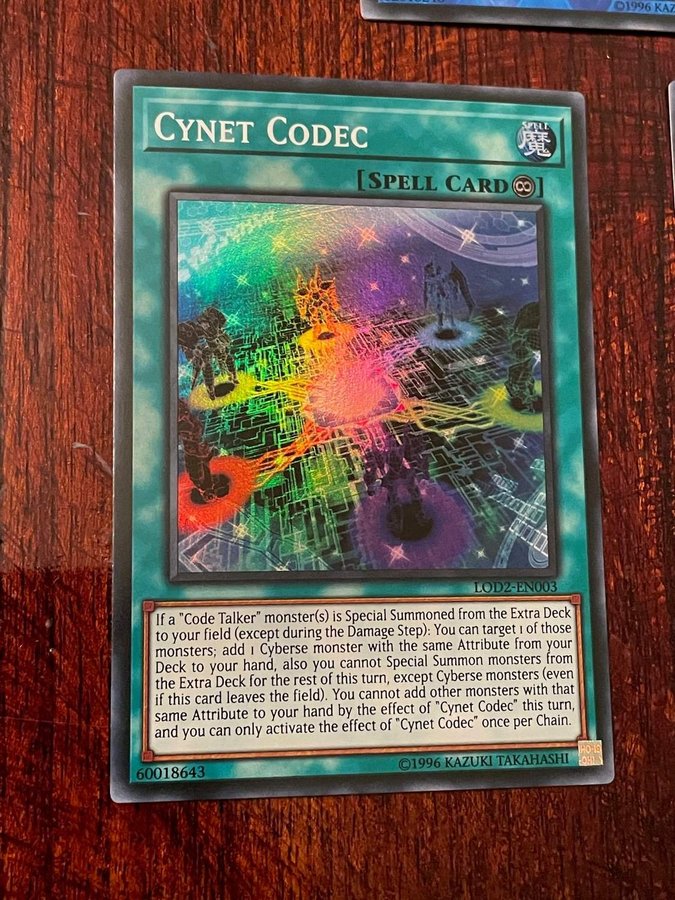 ©1996 KAZ
CYNET CODEC
SPELL
魔
[SPELL CARD]
LOD2-EN003
If a "Code Talker" monster(s) is Special Summoned from the Extra Deck
to your field (except during the Damage Step): You can target 1 of those
monsters; add 1 Cyberse monster with the same Attribute from your
Deck to your hand, also you cannot Special Summon monsters from
the Extra Deck for the rest of this turn, except Cyberse monsters (even
if this card leaves the field). You cannot add other monsters with that
same Attribute to your hand by the effect of "Cynet Codec" this turn,
and you can only activate the effect of "Cynet Codec" once per Chain.
60018643
©1996 KAZUKI TAKAHASHI